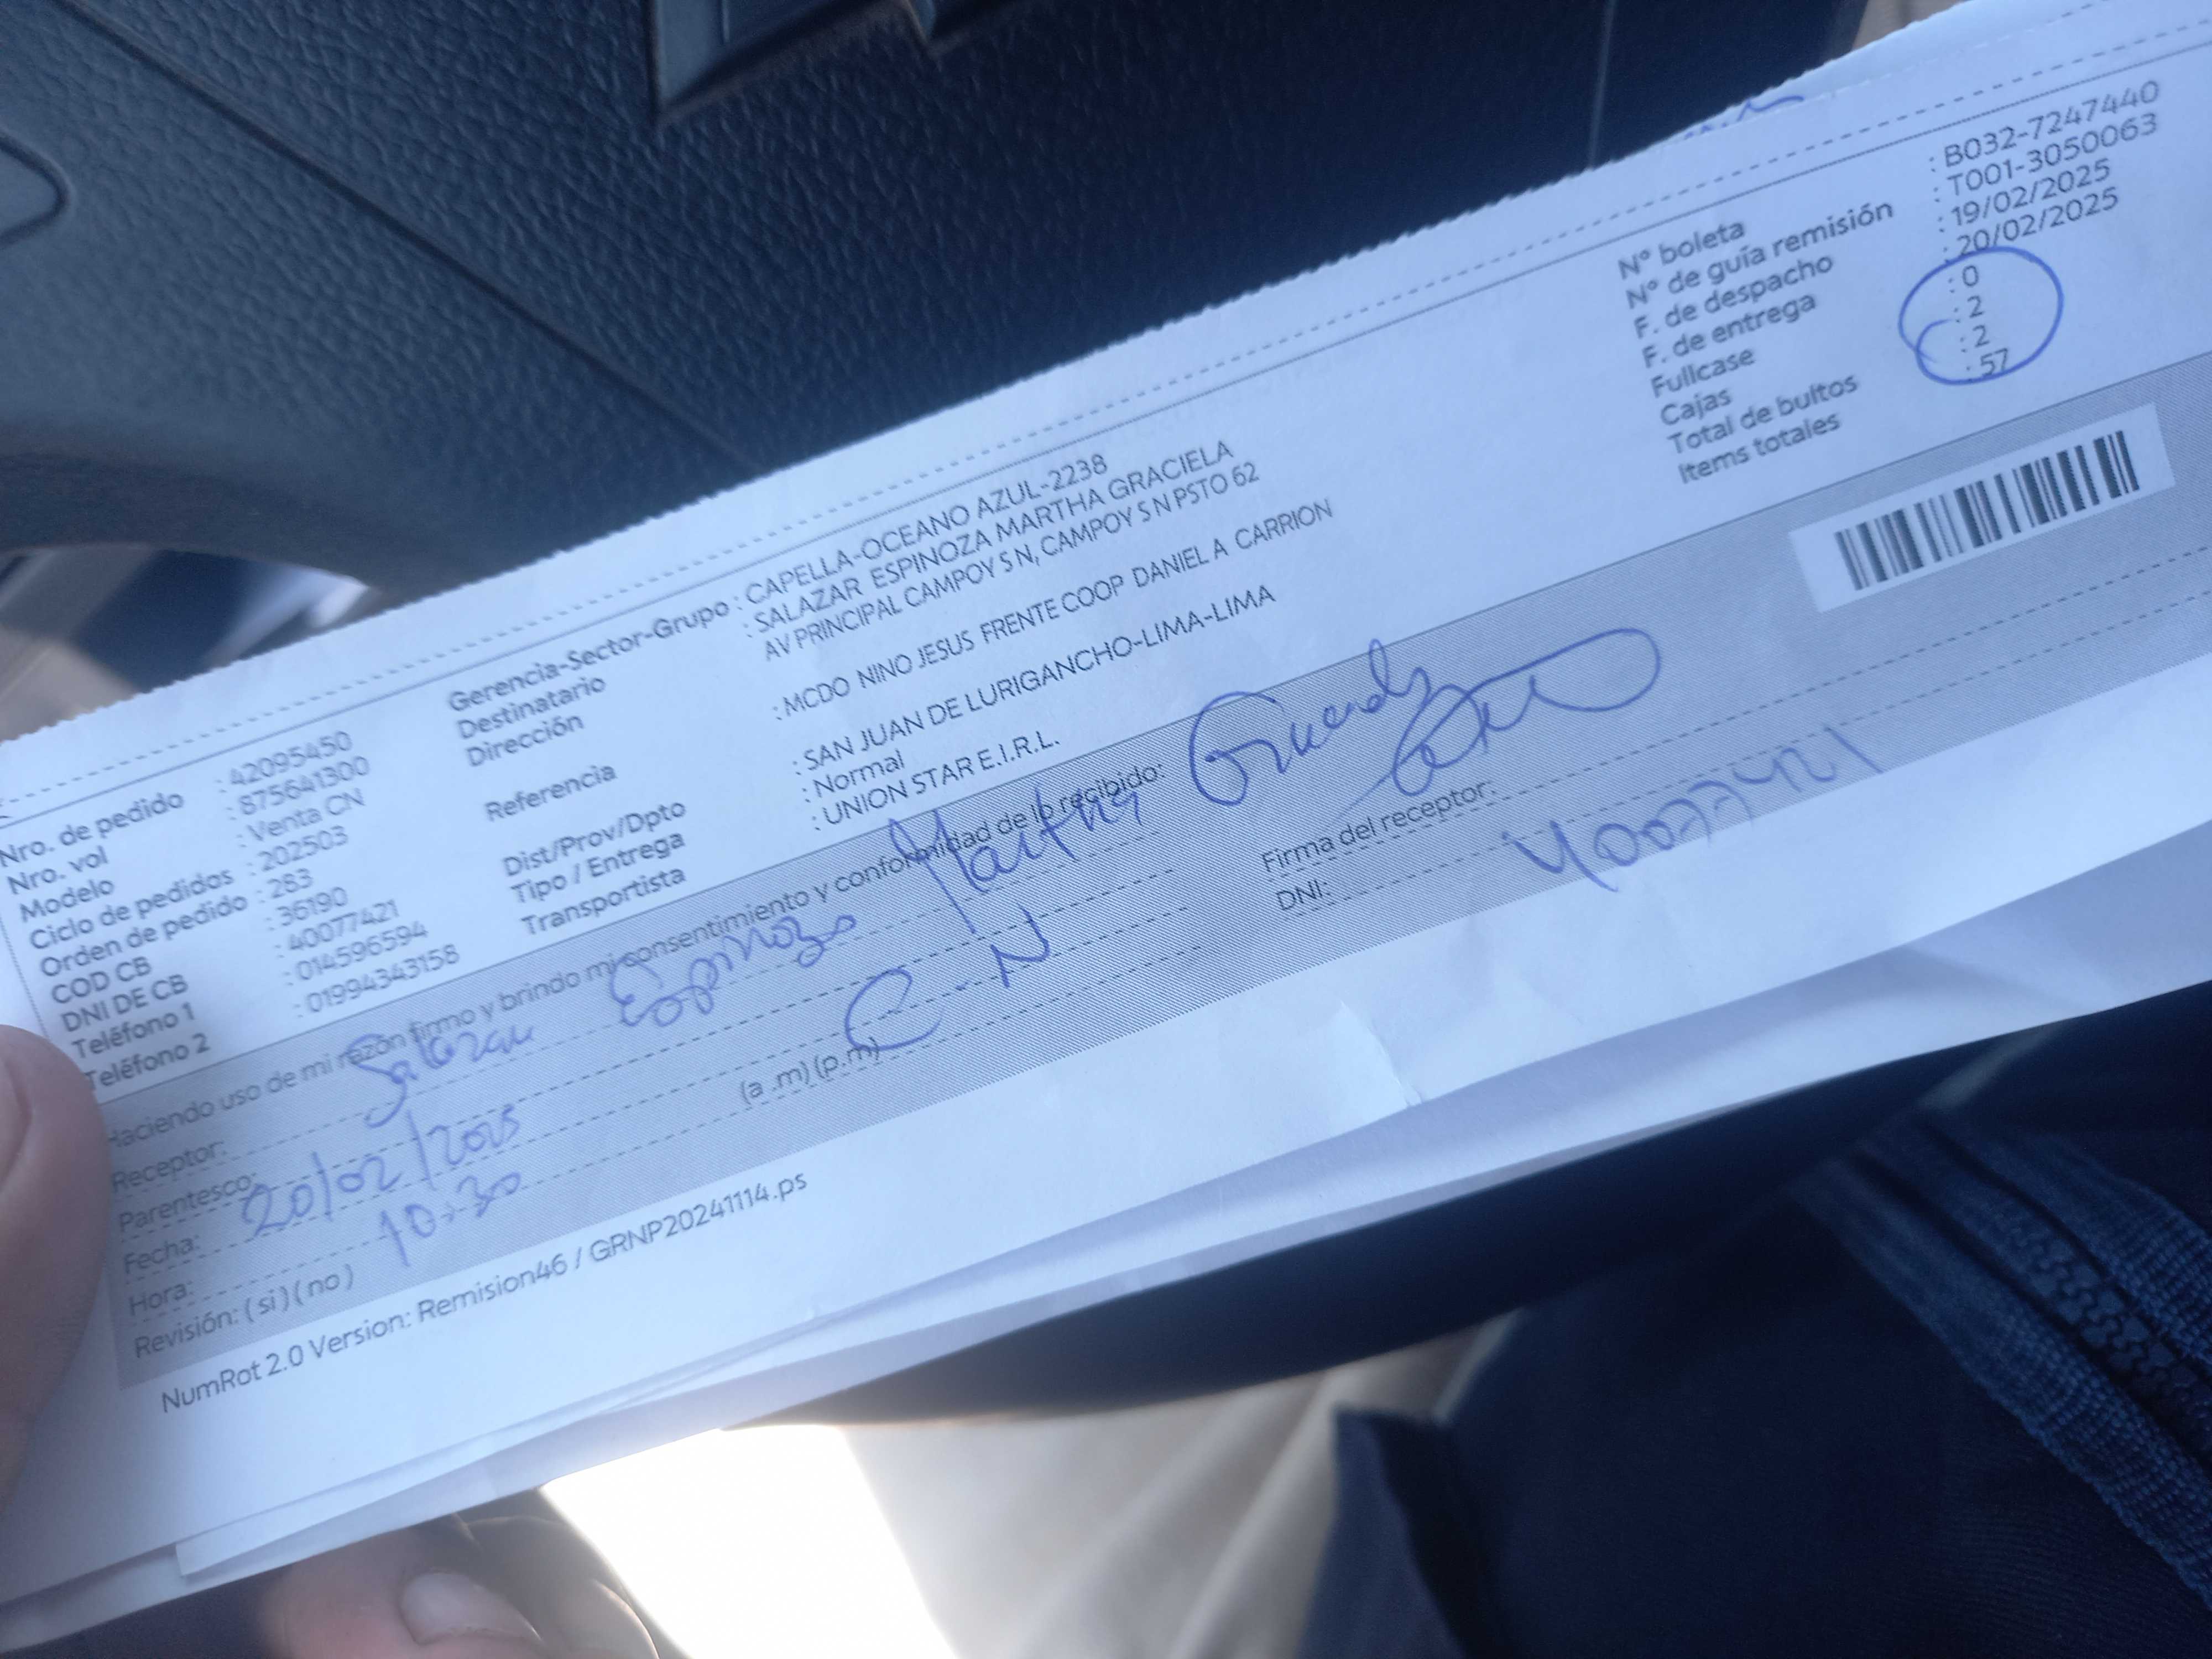 Nro. de pedido : 42095450
Nro. vol : 875641300
Modelo : Venta CN
Ciclo de pedidos : 202503
Orden de pedido : 283
COD CB : 36190
DNI DE CB : 40077421
Teléfono 1 : 014596594
Teléfono 2 : 01994343158
Gerencia-Sector-Grupo : CAPELLA-OCEANO AZUL-2238
Destinatario : SALAZAR ESPINOZA MARTHA GRACIELA
Dirección AV PRINCIPAL CAMPOY S N, CAMPOY S N PSTO 62
Referencia : MCDO NINO JESUS FRENTE COOP DANIEL A CARRION
Dist/Prov/Dpto : SAN JUAN DE LURIGANCHO-LIMA-LIMA
Tipo / Entrega : Normal
Transportista : UNION STAR E.I.R.L.
N° boleta : B032-7247440
N° de guía remisión : T001-3050063
F. de despacho : 19/02/2025
F. de entrega : 20/02/2025
Fullcase : 0
Cajas : 2
Total de bultos : 2
Items totales : 57
Haciendo uso de mi razón firmo y brindo mi consentimiento y conformidad de lo recibido:
Receptor: Salazar Espinoza Martha
Parentesco: C N
Fecha: 20/02/2025
Hora: 10:30 (a .m) (p.m)
Revisión: ( si ) ( no )
Firma del receptor:
DNI: 40077421
NumRot 2.0 Version: Remision46 / GRNP20241114.ps